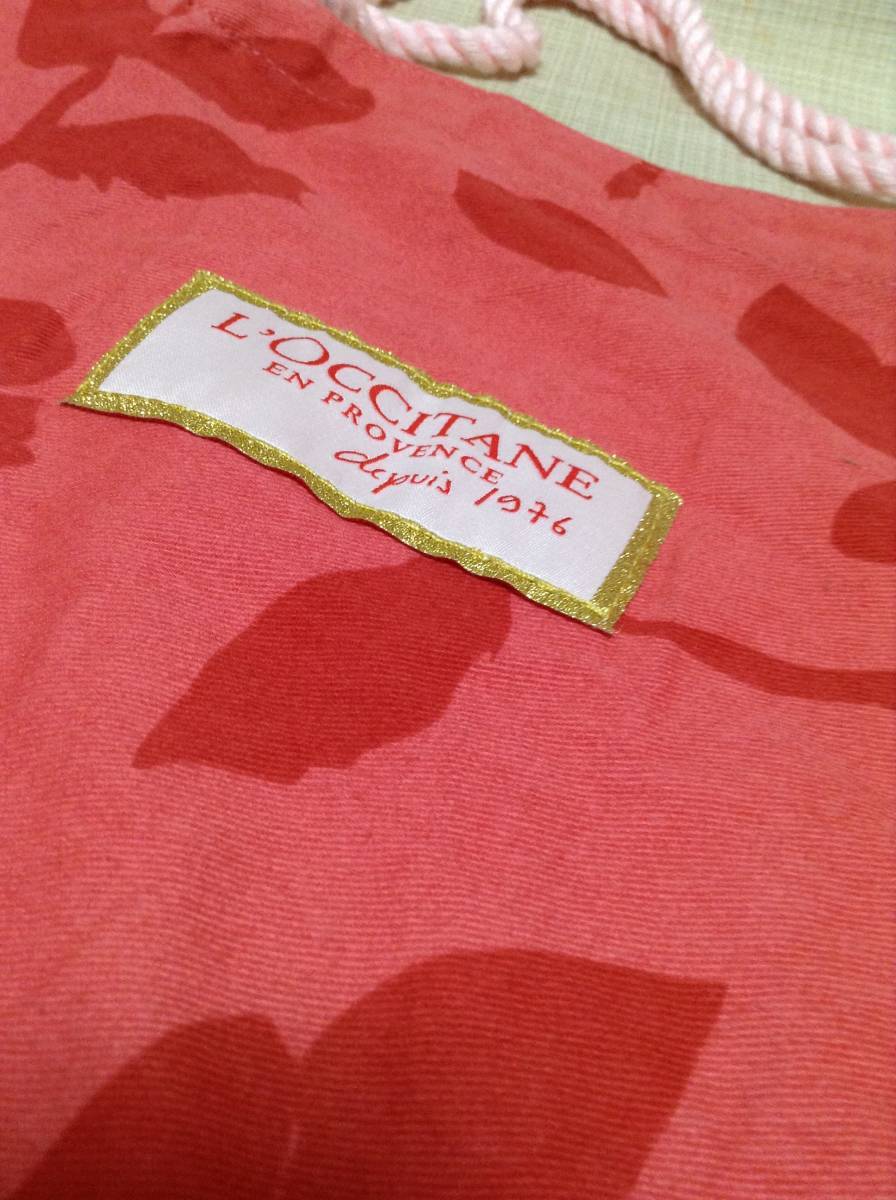 L'OCCITANE
EN PROVENCE
depuis 1976